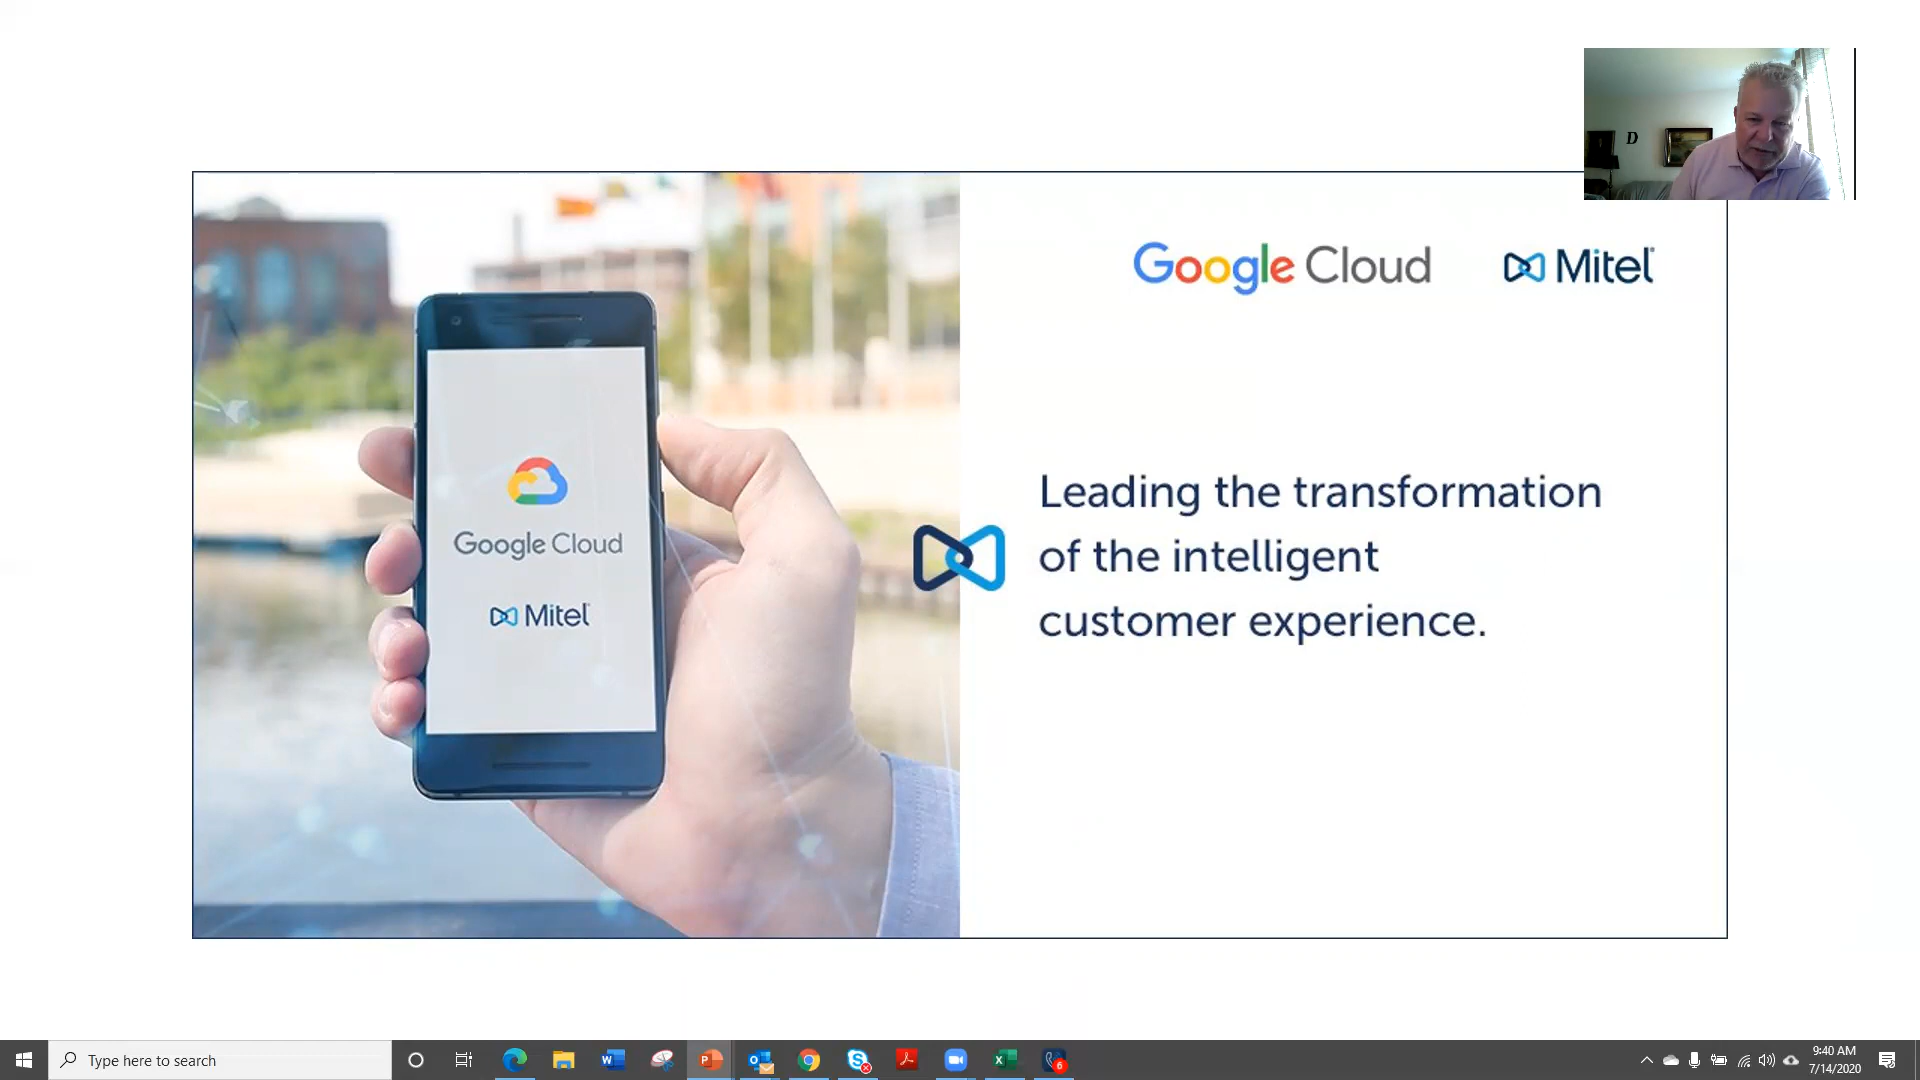 D
Google Cloud
Mitel
Google Cloud
Mitel
Leading the transformation
of the intelligent
customer experience.
Type here to search
6
9:40 AM
7/14/2020